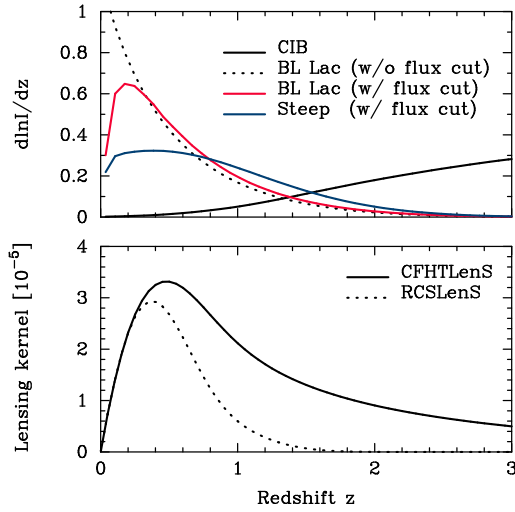 1
0.8
0.6
0.4
0.2
0
dlnI/dz
CIB
BL Lac (w/o flux cut)
BL Lac (w/ flux cut)
Steep (w/ flux cut)
4
3
2
1
0
Lensing kernel [10⁻⁵]
CFHTLenS
RCSLenS
0 1 2 3
Redshift z